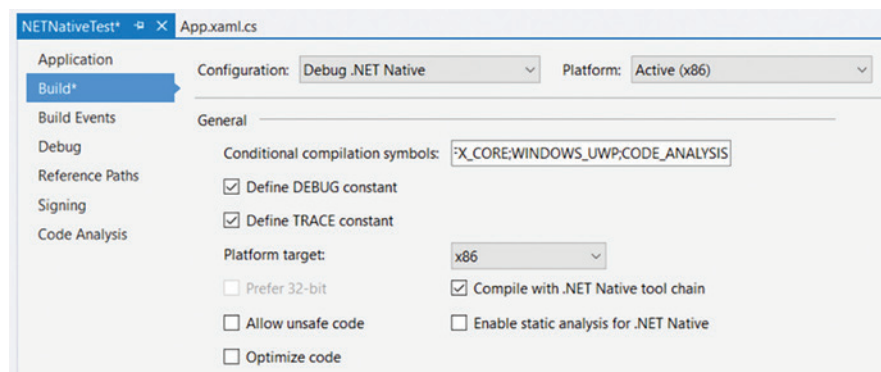 NETNativeTest* App.xaml.cs
Application
Build*
Build Events
Debug
Reference Paths
Signing
Code Analysis
Configuration: Debug .NET Native Platform: Active (x86)
General
Conditional compilation symbols: X_CORE;WINDOWS_UWP;CODE_ANALYSIS
Define DEBUG constant
Define TRACE constant
Platform target: x86
Prefer 32-bit Compile with .NET Native tool chain
Allow unsafe code Enable static analysis for .NET Native
Optimize code